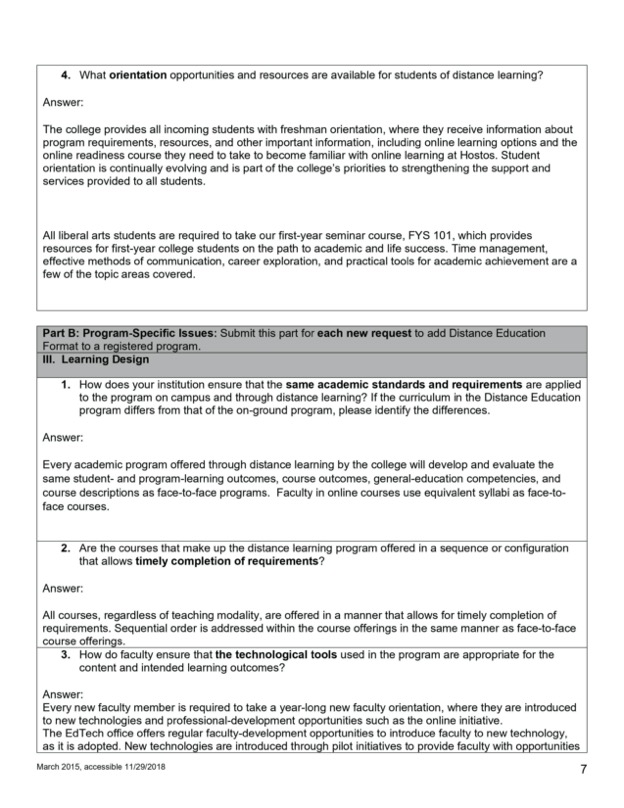 4. What orientation opportunities and resources are available for students of distance learning?
Answer:
The college provides all incoming students with freshman orientation, where they receive information about
program requirements, resources, and other important information, including online learning options and the
online readiness course they need to take to become familiar with online learning at Hostos. Student
orientation is continually evolving and is part of the college's priorities to strengthening the support and
services provided to all students.
All liberal arts students are required to take our first-year seminar course, FYS 101, which provides
resources for first-year college students on the path to academic and life success. Time management,
effective methods of communication, career exploration, and practical tools for academic achievement are a
few of the topic areas covered.
Part B: Program-Specific Issues: Submit this part for each new request to add Distance Education
Format to a registered program.
III. Learning Design
1. How does your institution ensure that the same academic standards and requirements are applied
to the program on campus and through distance learning? If the curriculum in the Distance Education
program differs from that of the on-ground program, please identify the differences.
Answer:
Every academic program offered through distance learning by the college will develop and evaluate the
same student- and program-learning outcomes, course outcomes, general-education competencies, and
course descriptions as face-to-face programs. Faculty in online courses use equivalent syllabi as face-to-
face courses.
2. Are the courses that make up the distance learning program offered in a sequence or configuration
that allows timely completion of requirements?
Answer:
All courses, regardless of teaching modality, are offered in a manner that allows for timely completion of
requirements. Sequential order is addressed within the course offerings in the same manner as face-to-face
course offerings.
3. How do faculty ensure that the technological tools used in the program are appropriate for the
content and intended learning outcomes?
Answer:
Every new faculty member is required to take a year-long new faculty orientation, where they are introduced
to new technologies and professional-development opportunities such as the online initiative.
The EdTech office offers regular faculty-development opportunities to introduce faculty to new technology,
as it is adopted. New technologies are introduced through pilot initiatives to provide faculty with opportunities
March 2015, accessible 11/29/2018
7